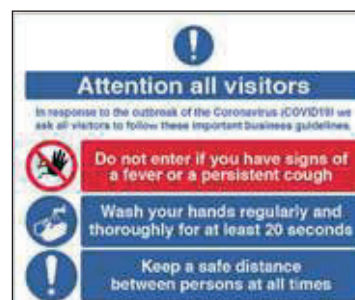 Attention all visitors
In response to the outbreak of the Coronavirus (COVID19) we
ask all visitors to follow these important business guidelines.
Do not enter if you have signs of
a fever or a persistent cough
Wash your hands regularly and
thoroughly for at least 20 seconds
Keep a safe distance
between persons at all times